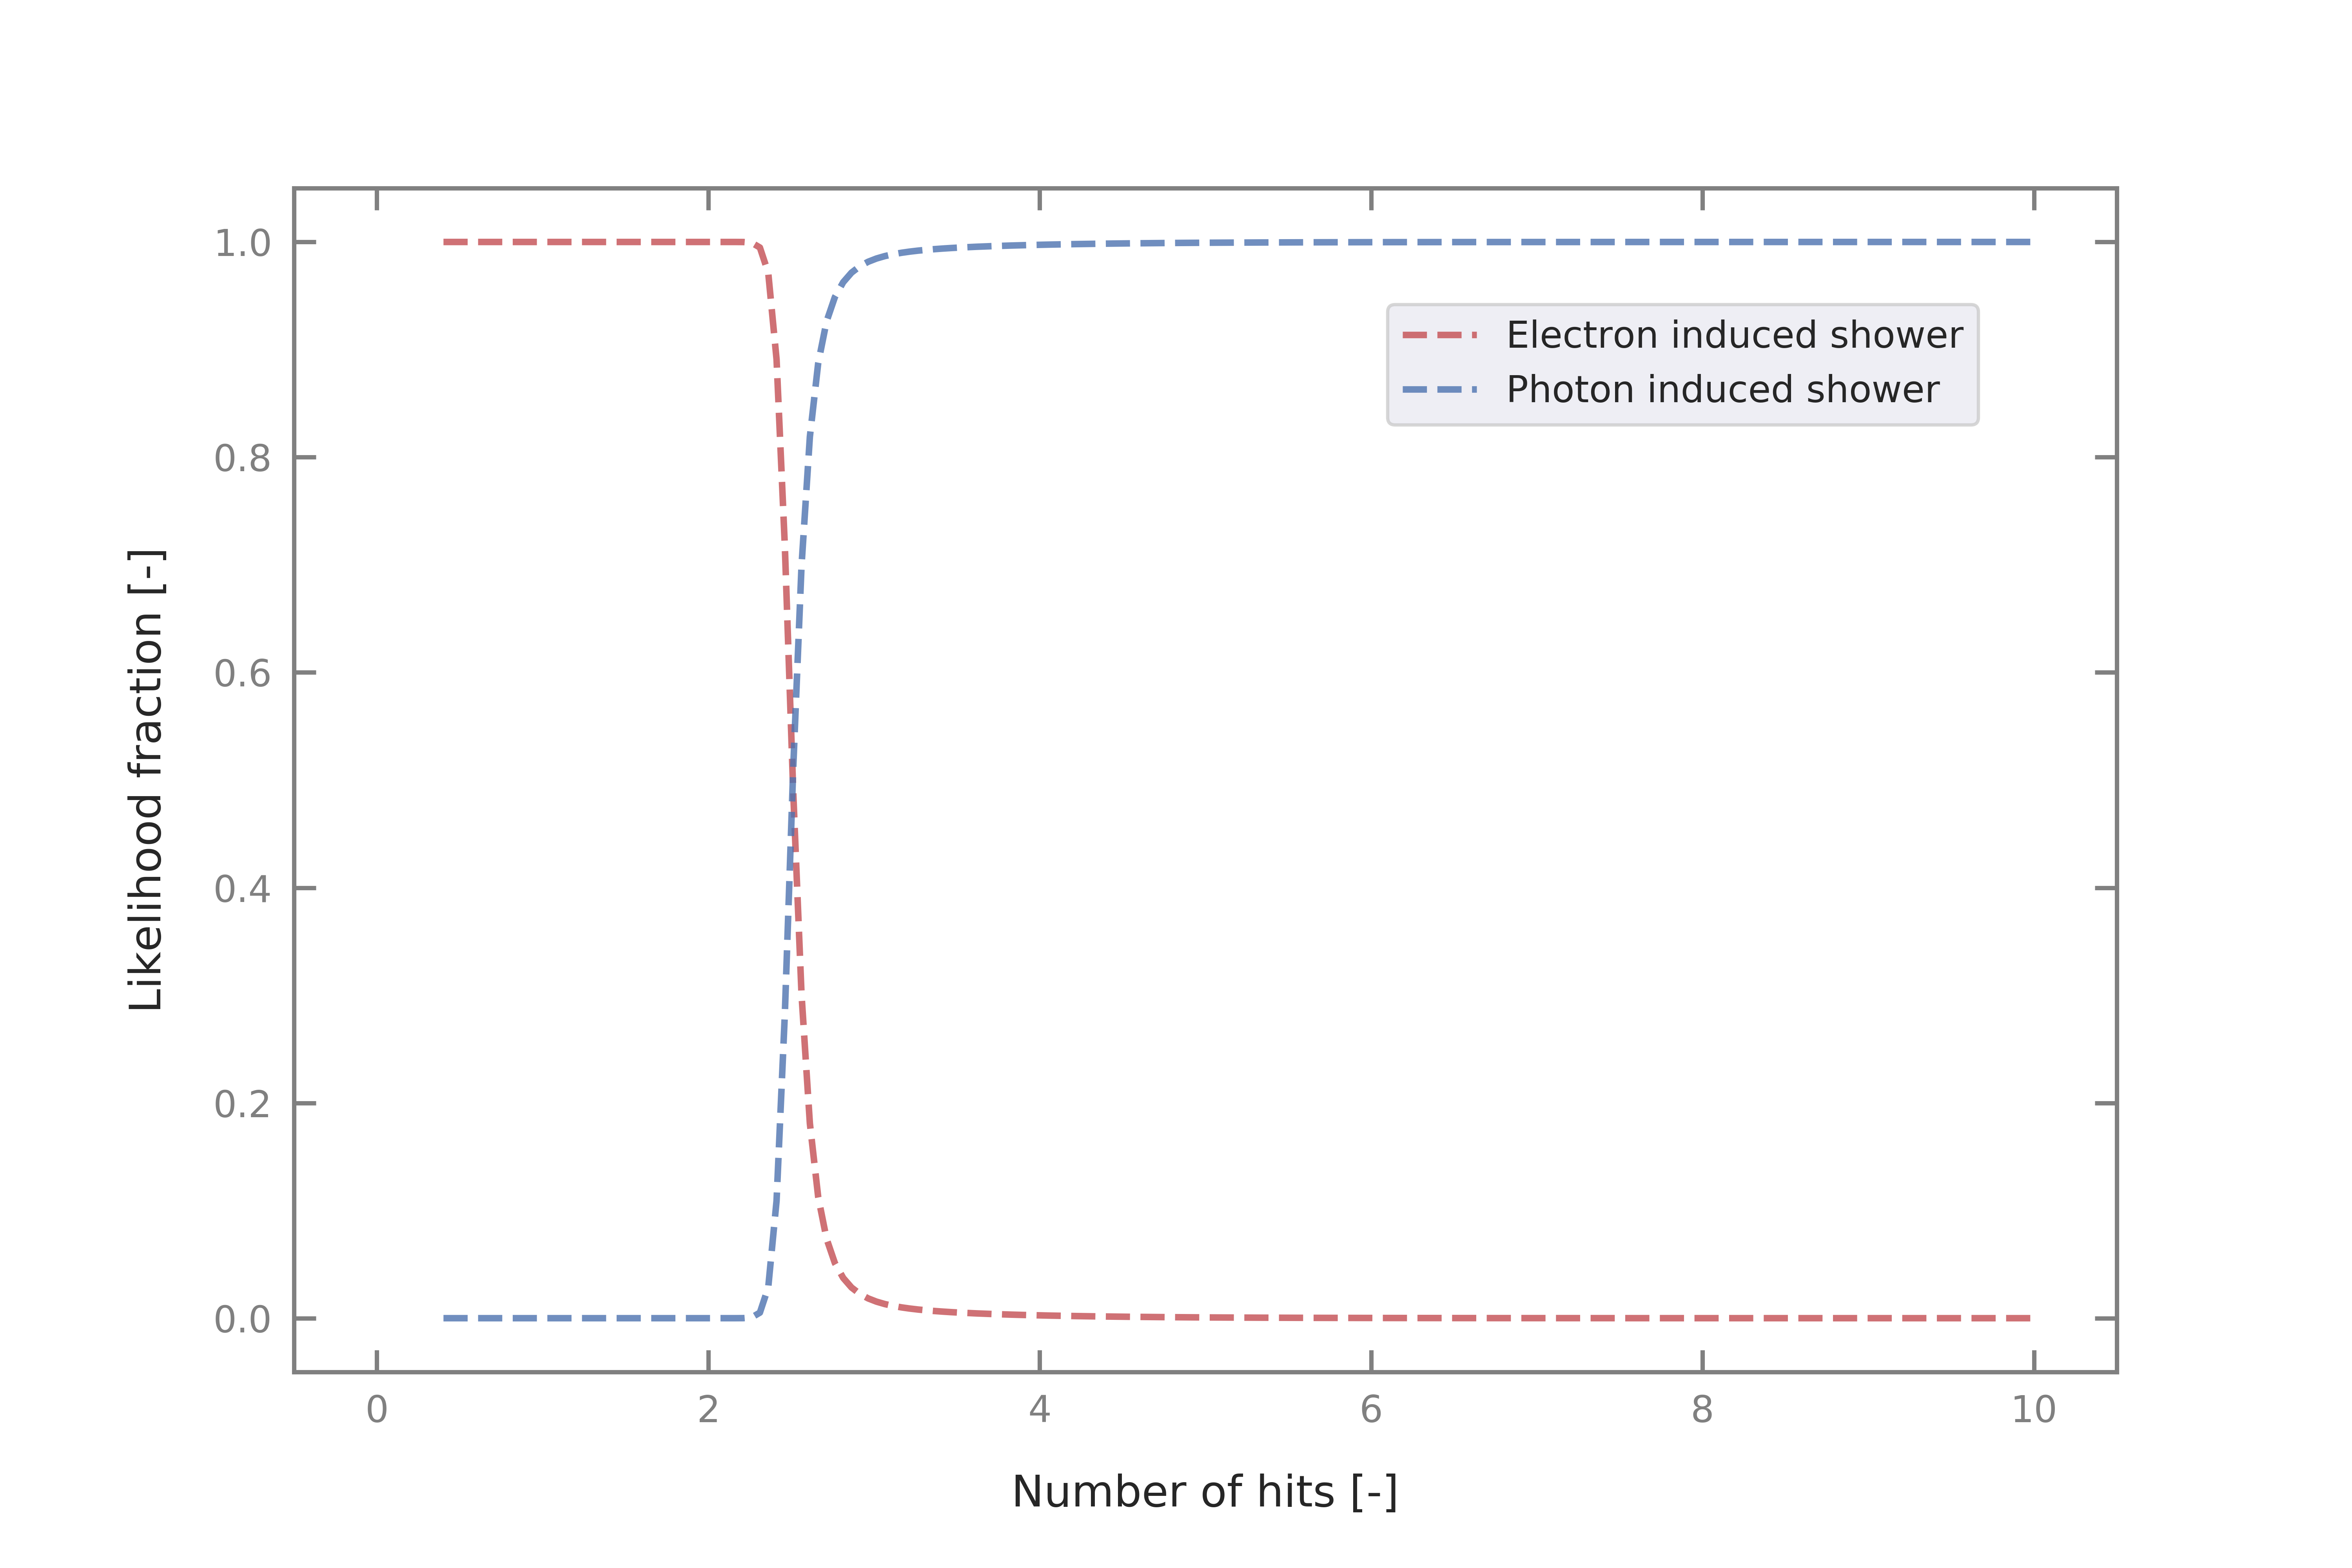 1.0
0.8
0.6
0.4
0.2
0.0
Likelihood fraction [-]
Electron induced shower
Photon induced shower
0 2 4 6 8 10
Number of hits [-]